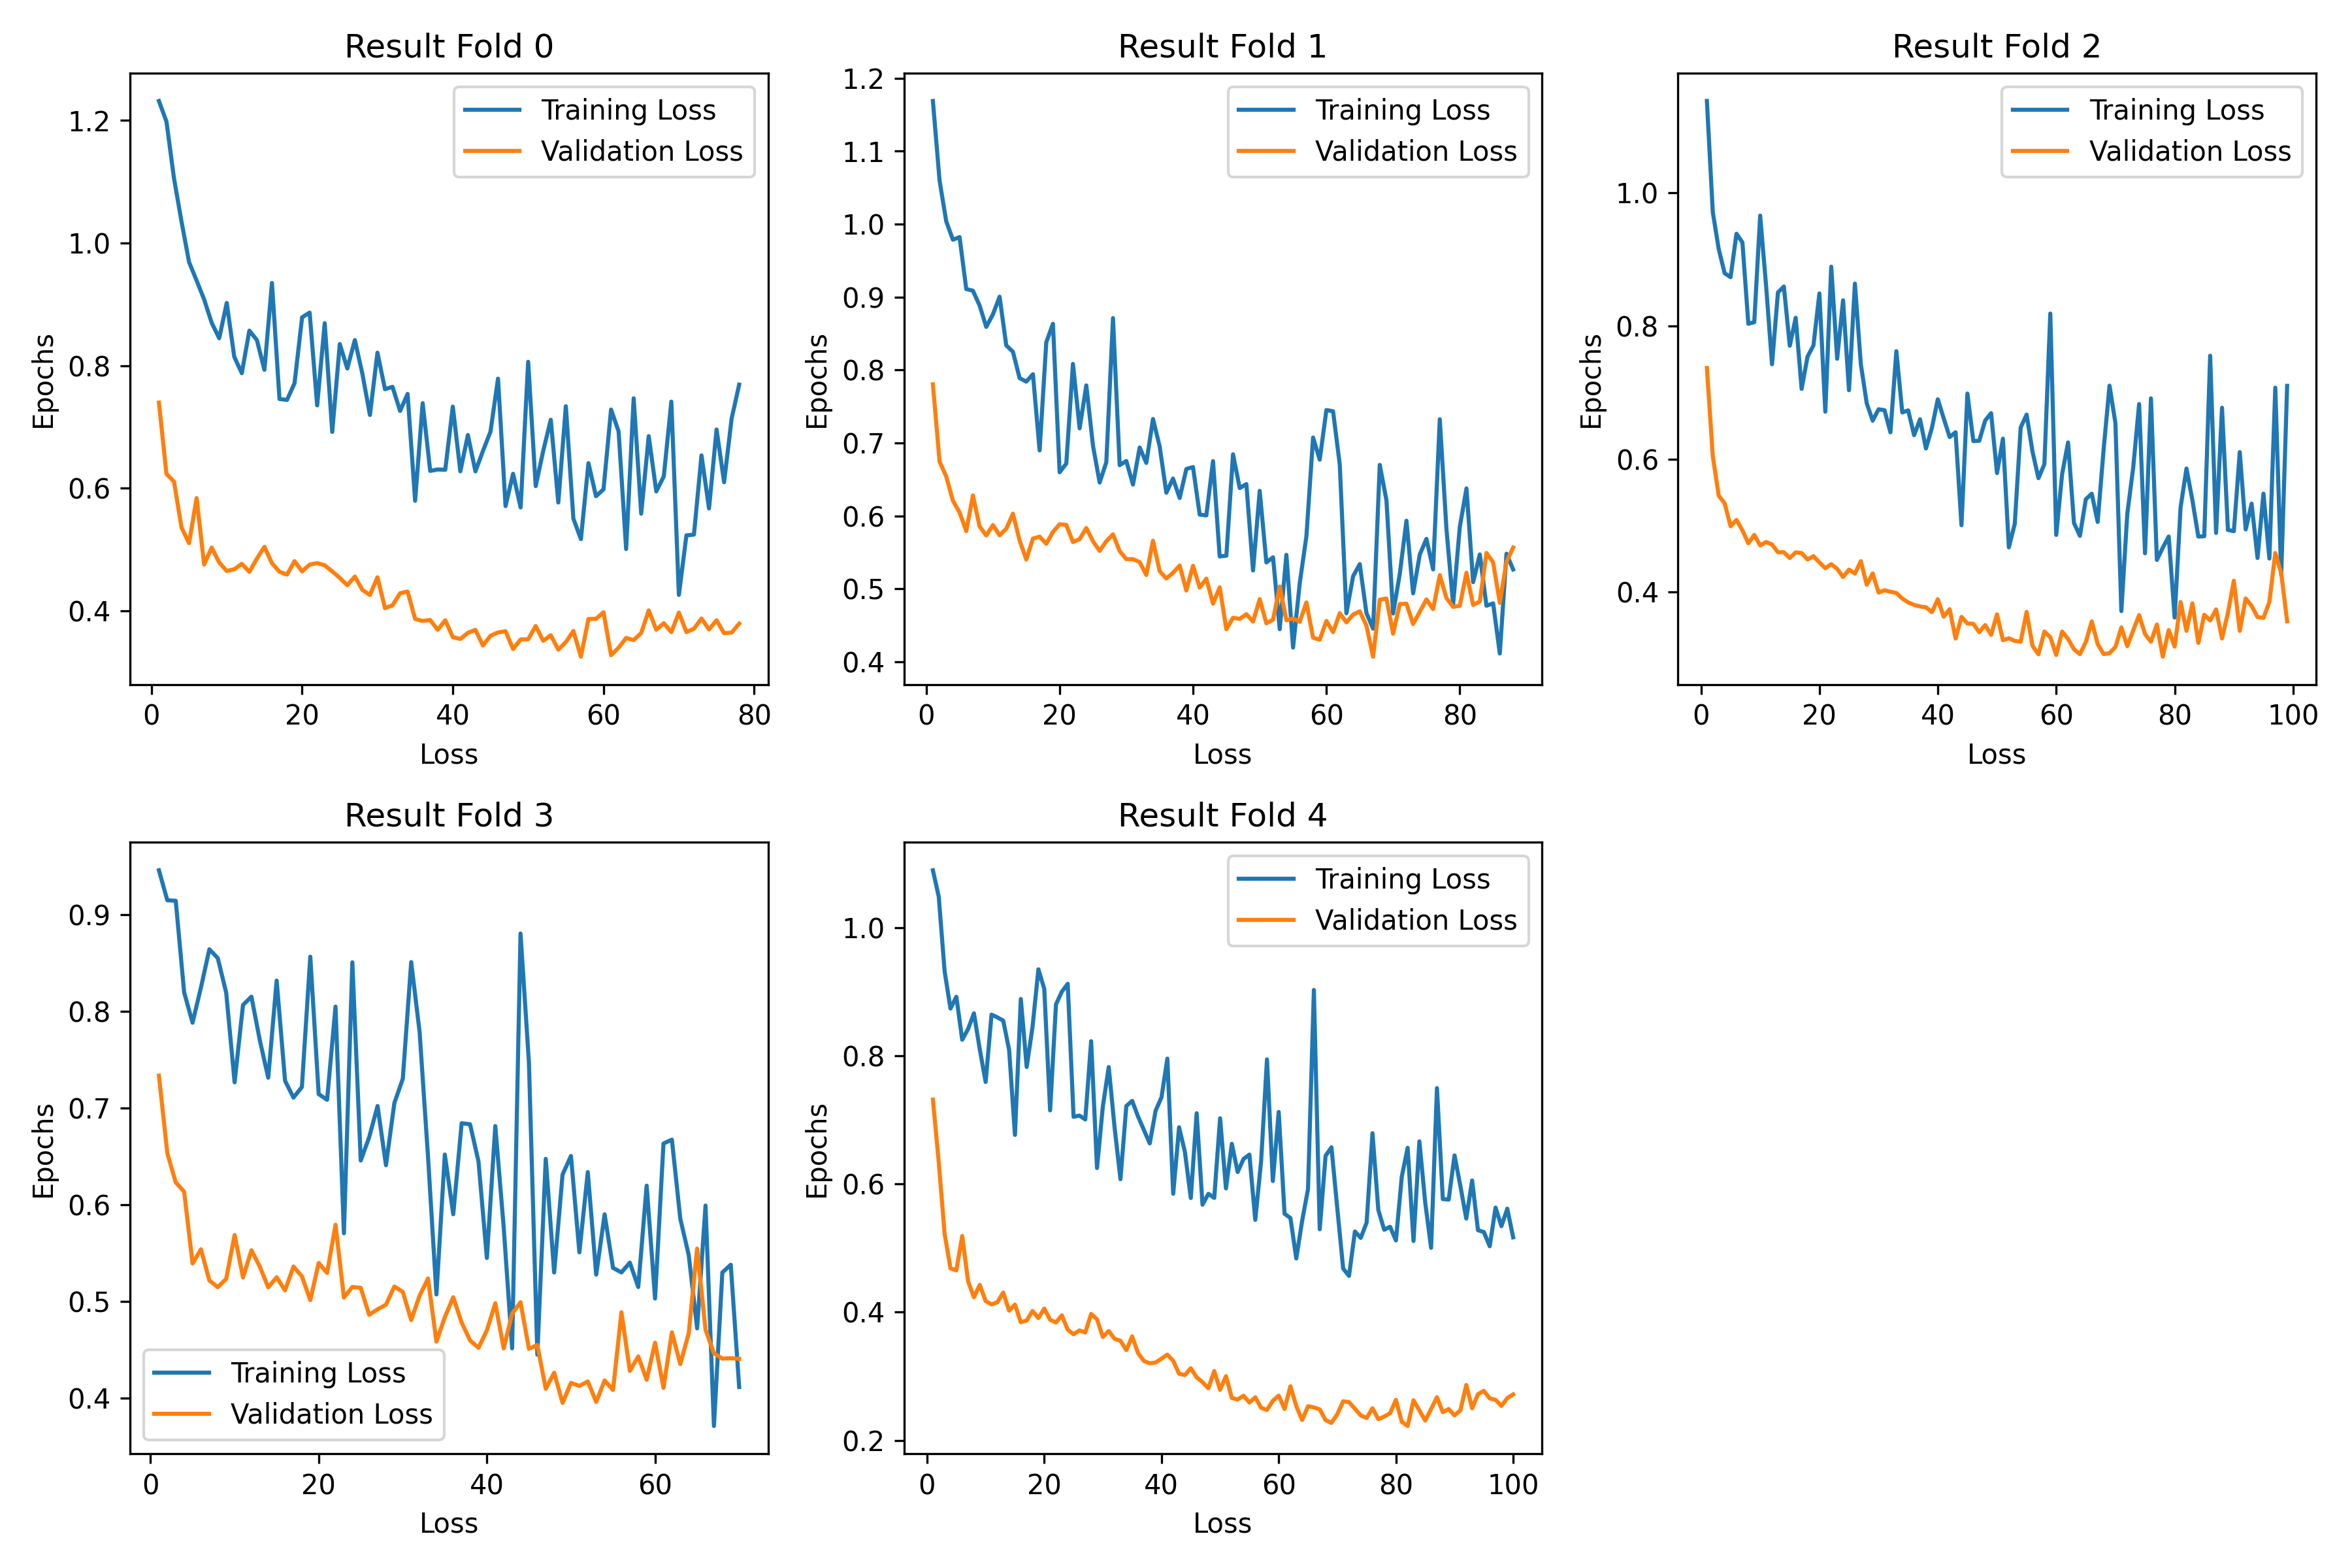 Result Fold 0
Training Loss
Validation Loss
1.2
1.0
0.8
0.6
0.4
Epochs
0 20 40 60 80
Loss
Result Fold 1
Training Loss
Validation Loss
1.2
1.1
1.0
0.9
0.8
0.7
0.6
0.5
0.4
Epochs
0 20 40 60 80
Loss
Result Fold 2
Training Loss
Validation Loss
1.0
0.8
0.6
0.4
Epochs
0 20 40 60 80 100
Loss
Result Fold 3
0.9
0.8
0.7
0.6
0.5
0.4
Epochs
Training Loss
Validation Loss
0 20 40 60
Loss
Result Fold 4
Training Loss
Validation Loss
1.0
0.8
0.6
0.4
0.2
Epochs
0 20 40 60 80 100
Loss